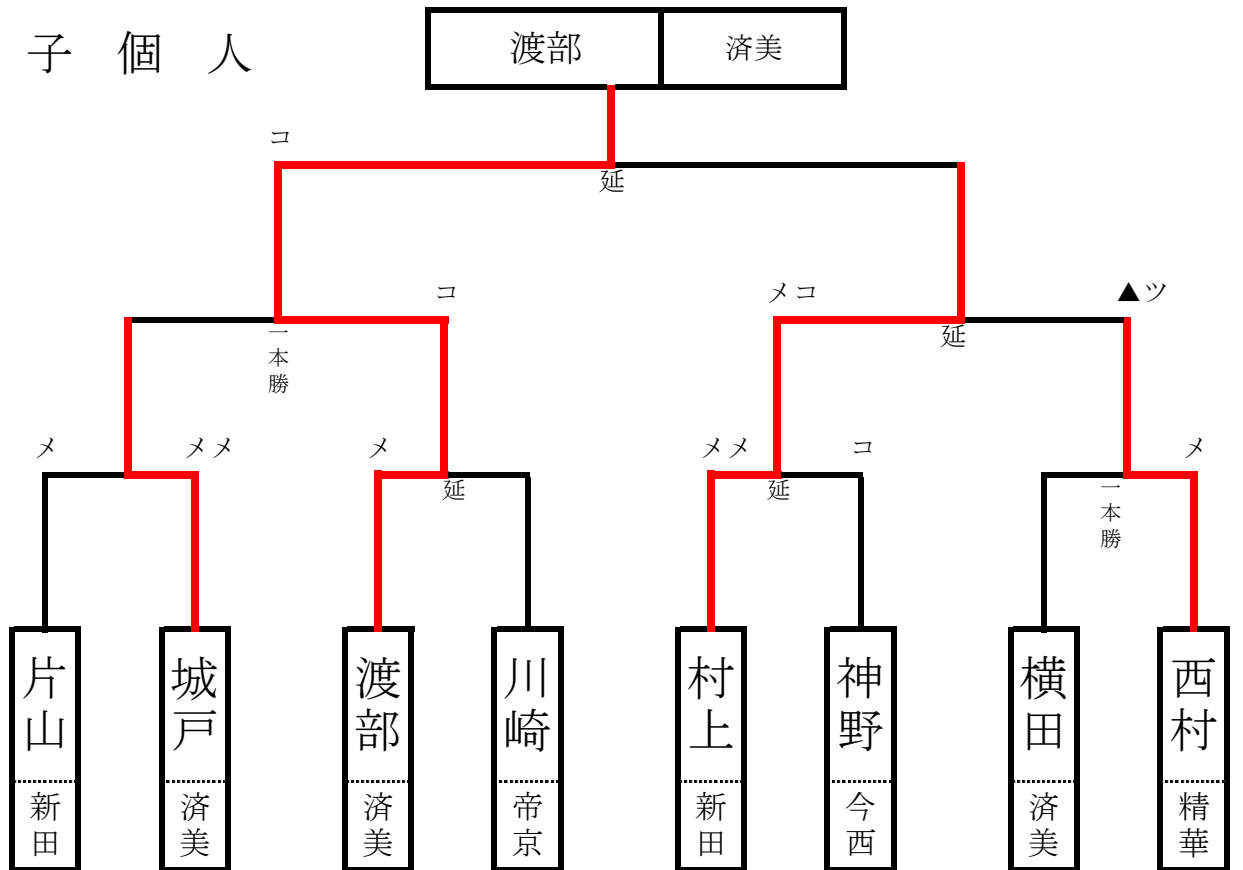 子 個 人
渡部 済美
コ
延
コ
メコ
▲ツ
一本勝
延
メ
メメ
メ
メメ
コ
メ
延
延
一本勝
片山
城戸
渡部
川崎
村上
神野
横田
西村
新田
済美
済美
帝京
新田
今西
済美
精華